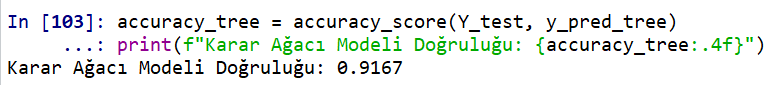 In [103]: accuracy_tree = accuracy_score(Y_test, y_pred_tree)
...: print(f"Karar Ağacı Modeli Doğruluğu: {accuracy_tree:.4f}")
Karar Ağacı Modeli Doğruluğu: 0.9167